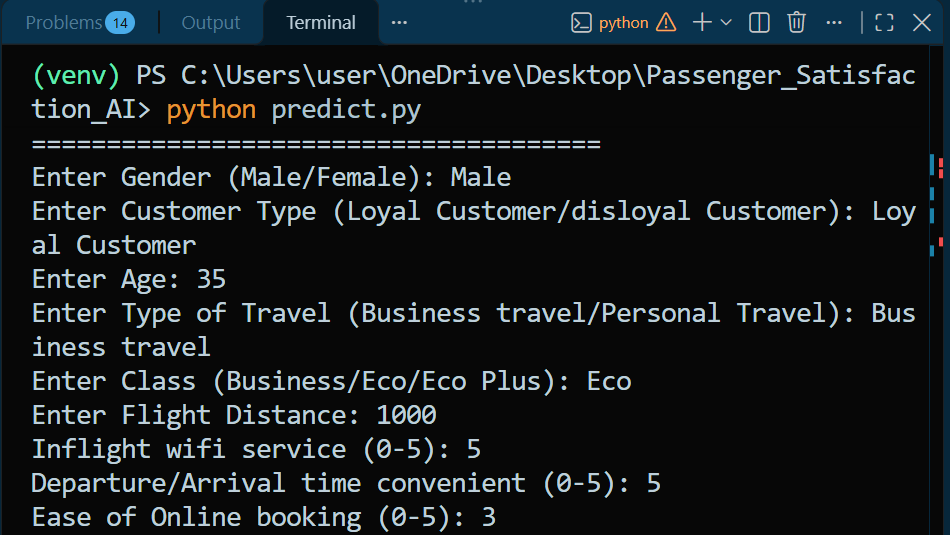 Problems 14 Output Terminal ··· python
(venv) PS C:\Users\user\OneDrive\Desktop\Passenger_Satisfac
tion_AI> python predict.py
======================================
Enter Gender (Male/Female): Male
Enter Customer Type (Loyal Customer/disloyal Customer): Loy
al Customer
Enter Age: 35
Enter Type of Travel (Business travel/Personal Travel): Bus
iness travel
Enter Class (Business/Eco/Eco Plus): Eco
Enter Flight Distance: 1000
Inflight wifi service (0-5): 5
Departure/Arrival time convenient (0-5): 5
Ease of Online booking (0-5): 3